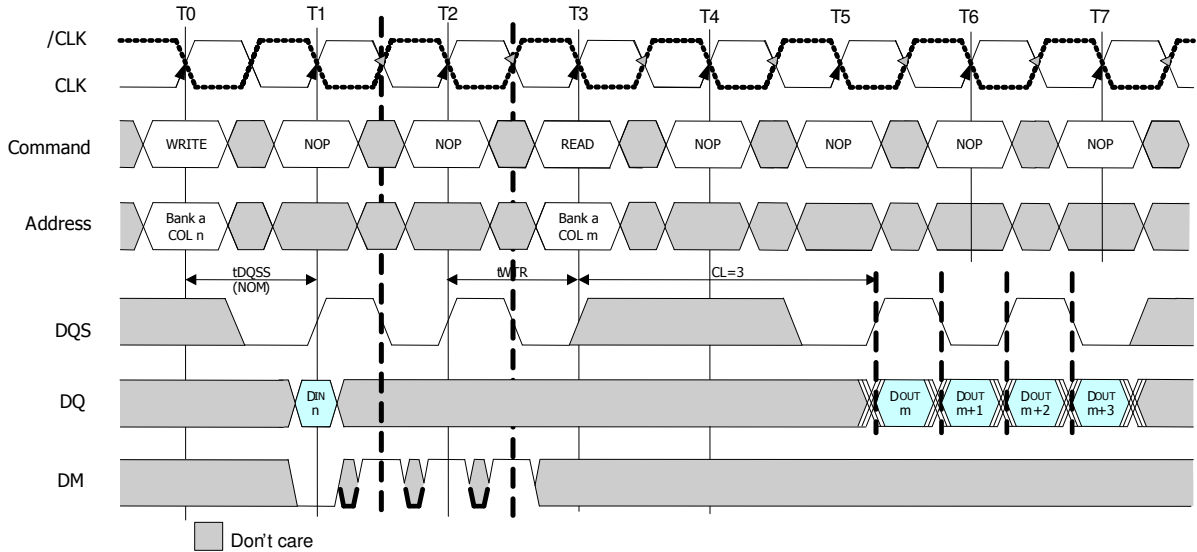 T0 T1 T2 T3 T4 T5 T6 T7
/CLK
CLK
Command WRITE NOP NOP READ NOP NOP NOP NOP
Address Bank a COL n Bank a COL m
tDQSS (NOM) tWTR CL=3
DQS
DQ DIN n DOUT m DOUT m+1 DOUT m+2 DOUT m+3
DM
Don't care